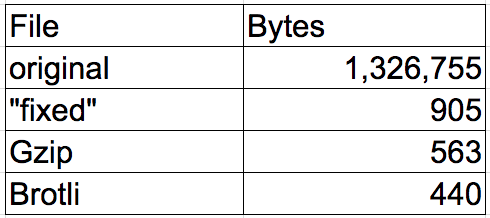 File Bytes
original 1,326,755
"fixed" 905
Gzip 563
Brotli 440